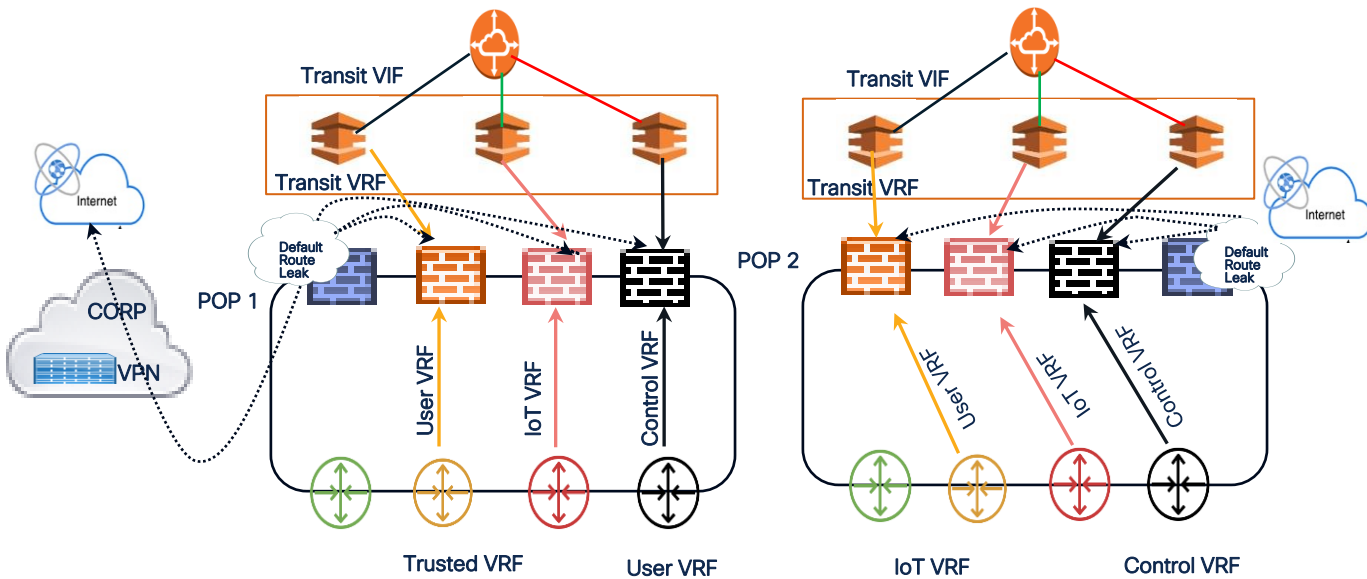 Transit VIF
Transit VRF
Internet
Default
Route
Leak
POP 1
CORP
VPN
User VRF
IoT VRF
Control VRF
Transit VIF
Transit VRF
Internet
POP 2
Default
Route
Leak
User VRF
IoT VRF
Control VRF
Trusted VRF
User VRF
IoT VRF
Control VRF